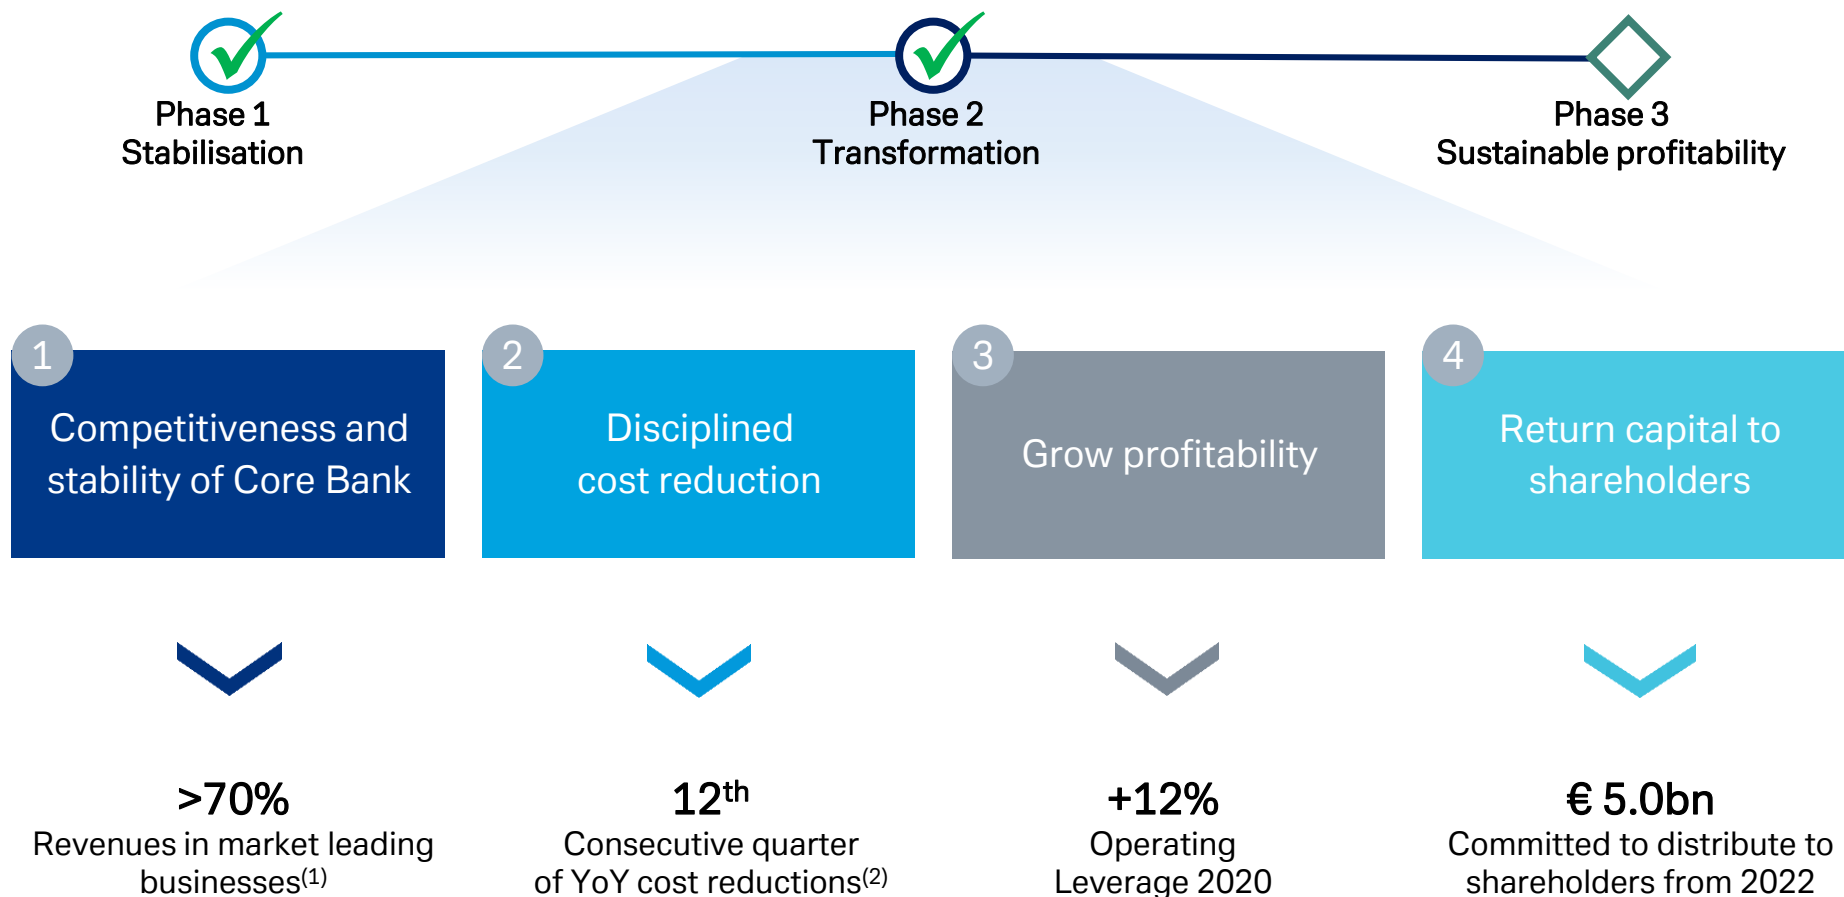 Phase 1
Stabilisation
Phase 2
Transformation
Phase 3
Sustainable profitability
1
Competitiveness and
stability of Core Bank
2
Disciplined
cost reduction
3
Grow profitability
4
Return capital to
shareholders
>70%
Revenues in market leading
businesses(1)
12th
Consecutive quarter
of YoY cost reductions(2)
+12%
Operating
Leverage 2020
€ 5.0bn
Committed to distribute to
shareholders from 2022